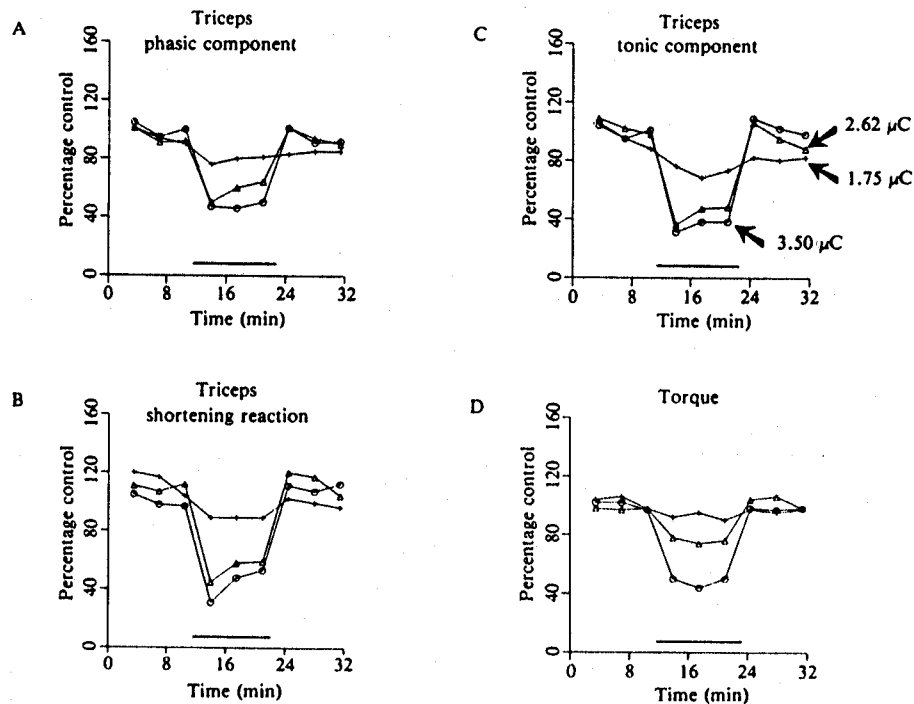 A
Triceps
phasic component
Percentage control
160
120
80
40
0
0 8 16 24 32
Time (min)
C
Triceps
tonic component
Percentage control
160
120
80
40
0
2.62 μC
1.75 μC
3.50 μC
0 8 16 24 32
Time (min)
B
Triceps
shortening reaction
Percentage control
160
120
80
40
0
0 8 16 24 32
Time (min)
D
Torque
Percentage control
160
120
80
40
0
0 8 16 24 32
Time (min)